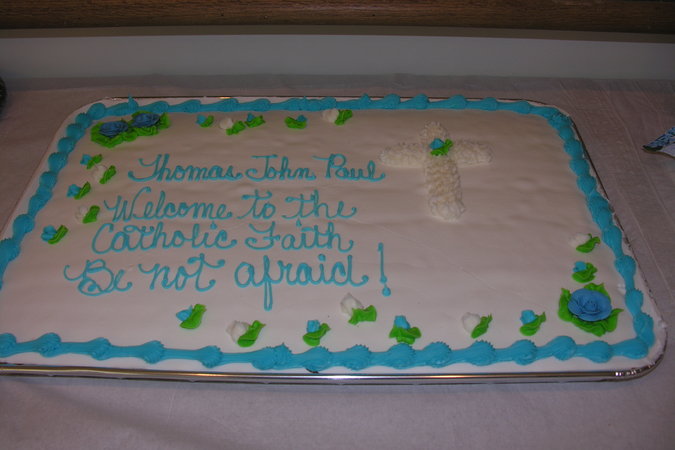 Thomas John Paul
Welcome to the
Catholic Faith
Be not afraid!